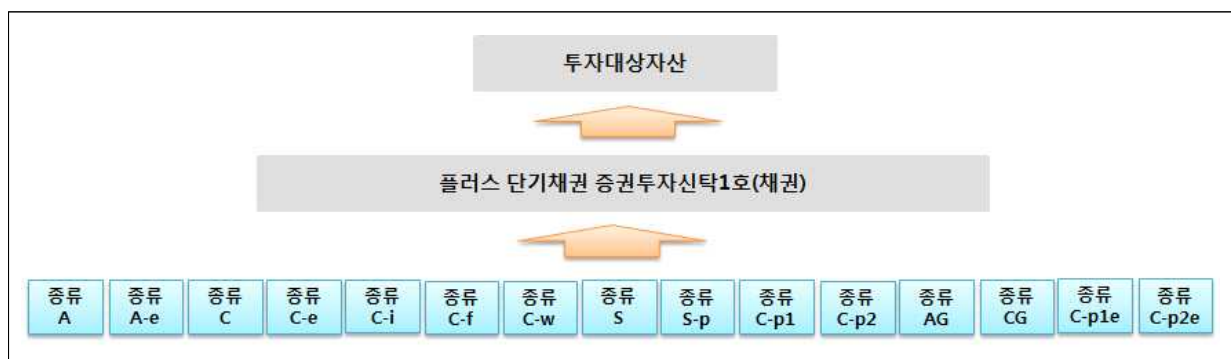 투자대상자산
플러스 단기채권 증권투자신탁1호(채권)
종류 종류 종류 종류 종류 종류 종류 종류 종류 종류 종류 종류 종류 종류 종류
A A-e C C-e C-i C-f C-w S S-p C-p1 C-p2 AG CG C-p1e C-p2e